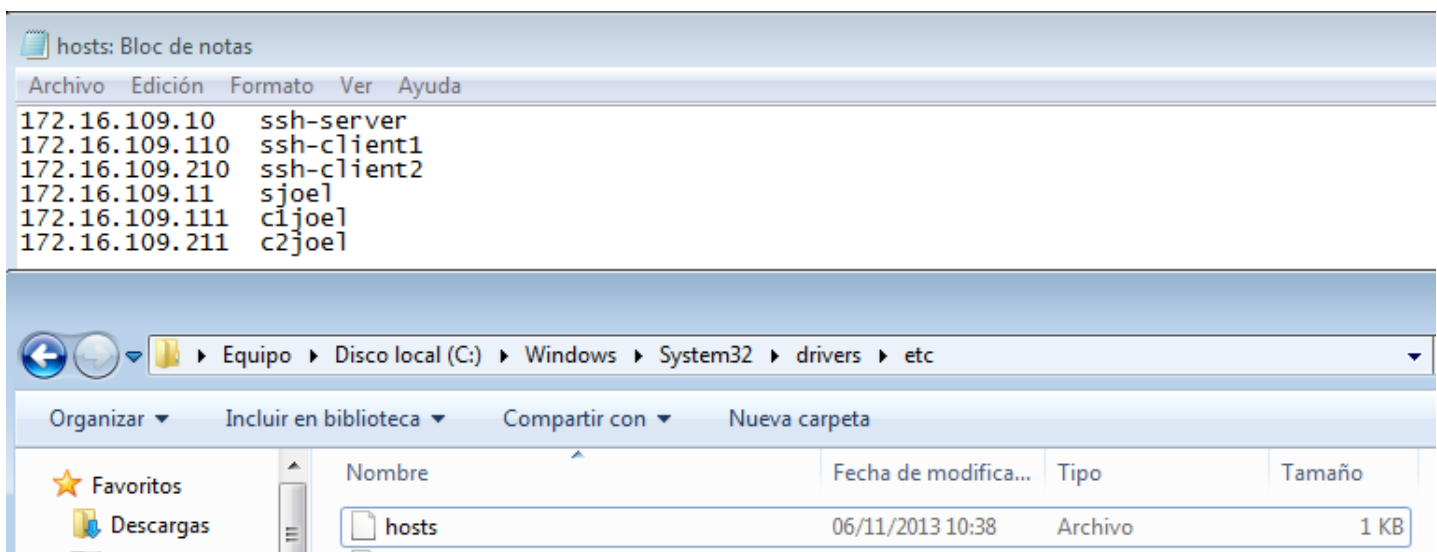 hosts: Bloc de notas
Archivo Edición Formato Ver Ayuda
172.16.109.10 ssh-server
172.16.109.110 ssh-client1
172.16.109.210 ssh-client2
172.16.109.11 sjoel
172.16.109.111 c1joel
172.16.109.211 c2joel
Equipo Disco local (C:) Windows System32 drivers etc
Organizar Incluir en biblioteca Compartir con Nueva carpeta
Favoritos Nombre Fecha de modifica... Tipo Tamaño
Descargas hosts 06/11/2013 10:38 Archivo 1 KB